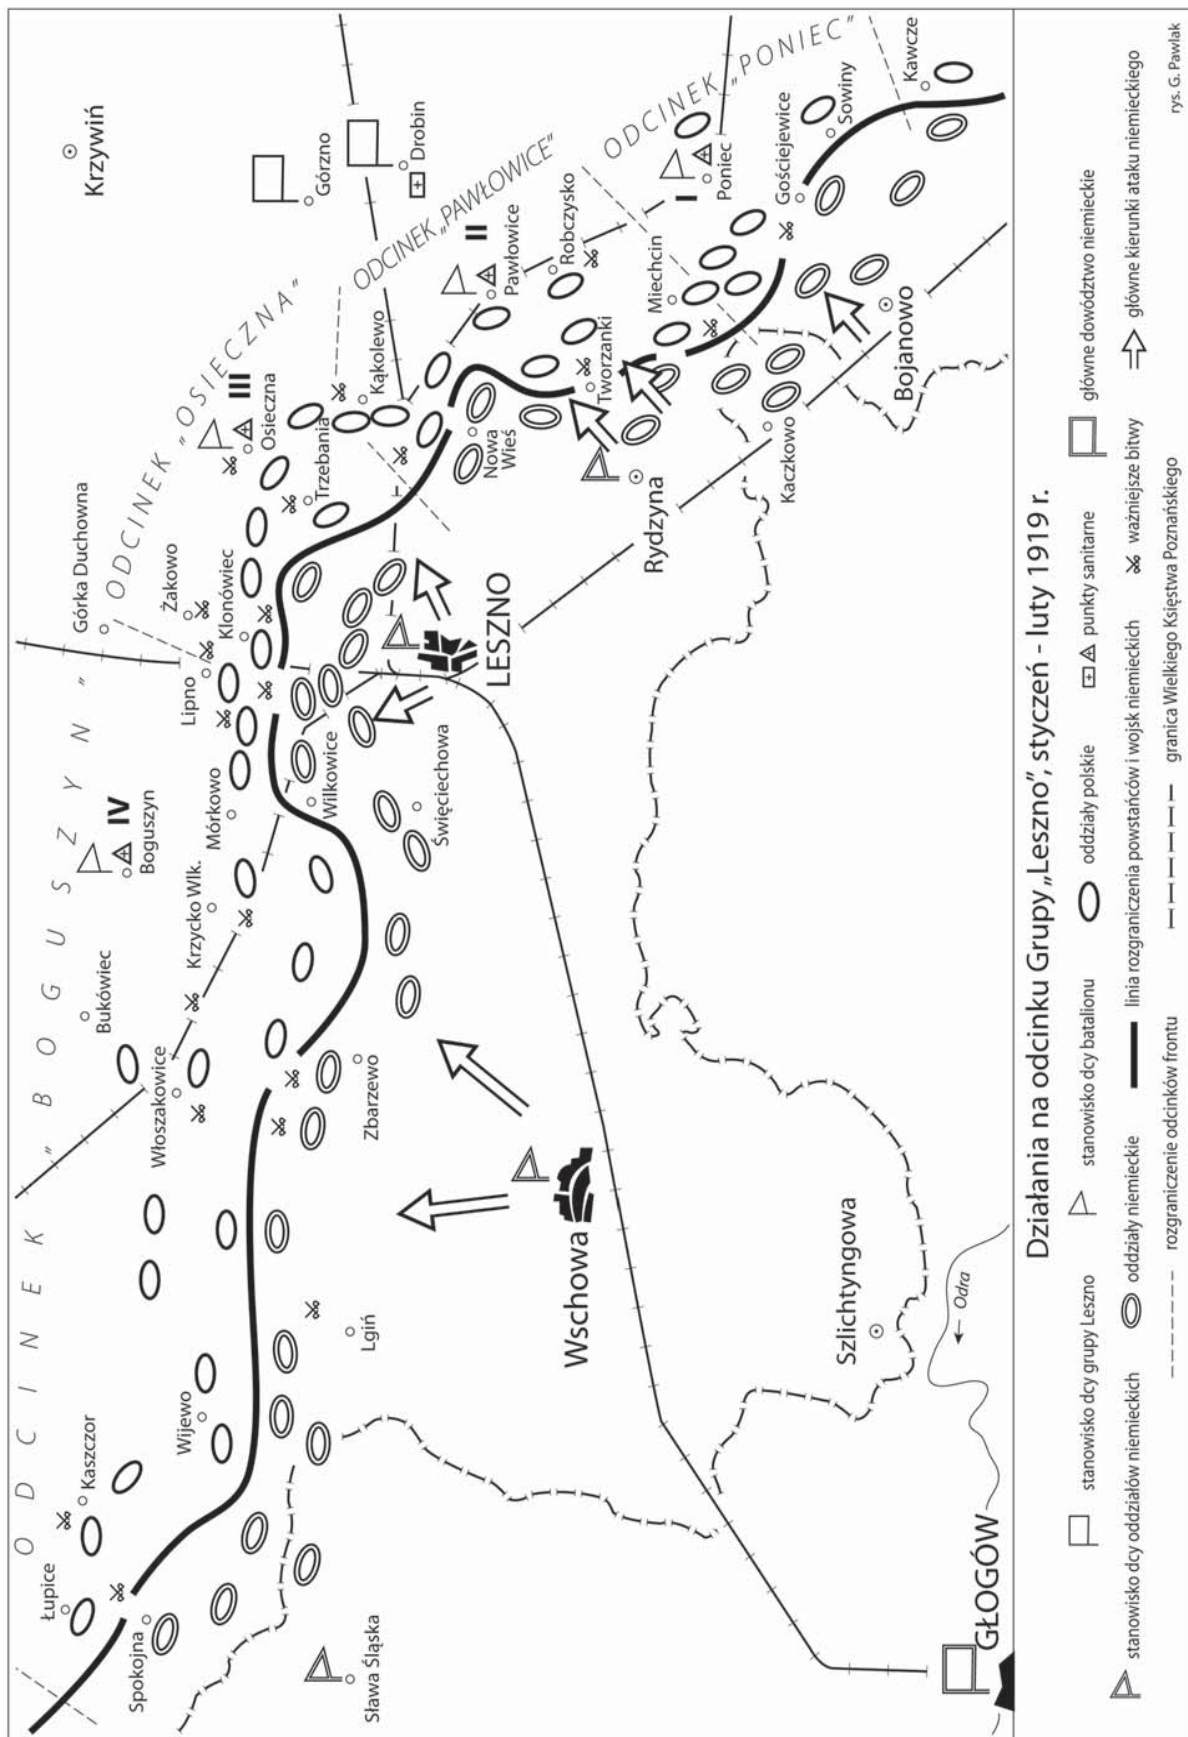 ODCINEK „BOGUSZYN”
ODCINEK „OSIECZNA”
ODCINEK „PAWŁOWICE”
ODCINEK „PONIEC”
Łupice
Kaszczor
Spokojna
Sława Śląska
Wijewo
Lgiń
Włoszakowice
Bukówiec
Zbarzewo
Krzycko Wlk.
Boguszyn
IV
Mórkowo
Wilkowice
Święciechowa
Lipno
Górka Duchowna
Żakowo
Klonówiec
LESZNO
Trzebania
Osieczna
III
Kąkolewo
Krzywiń
Górzno
Drobin
Nowa
Wieś
Pawłowice
II
Robczysko
Tworzanki
Miechcin
Rydzyna
Kaczkowo
Poniec
I
Gościejewice
Sowiny
Kawcze
Bojanowo
Wschowa
Szlichtyngowa
Odra
GŁOGÓW
Działania na odcinku Grupy „Leszno”, styczeń - luty 1919 r.
stanowisko dcy grupy Leszno
stanowisko dcy batalionu
oddziały polskie
punkty sanitarne
główne dowództwo niemieckie
stanowisko dcy oddziałów niemieckich
oddziały niemieckie
linia rozgraniczenia powstańców i wojsk niemieckich
ważniejsze bitwy
główne kierunki ataku niemieckiego
rozgraniczenie odcinków frontu
granica Wielkiego Księstwa Poznańskiego
rys. G. Pawlak